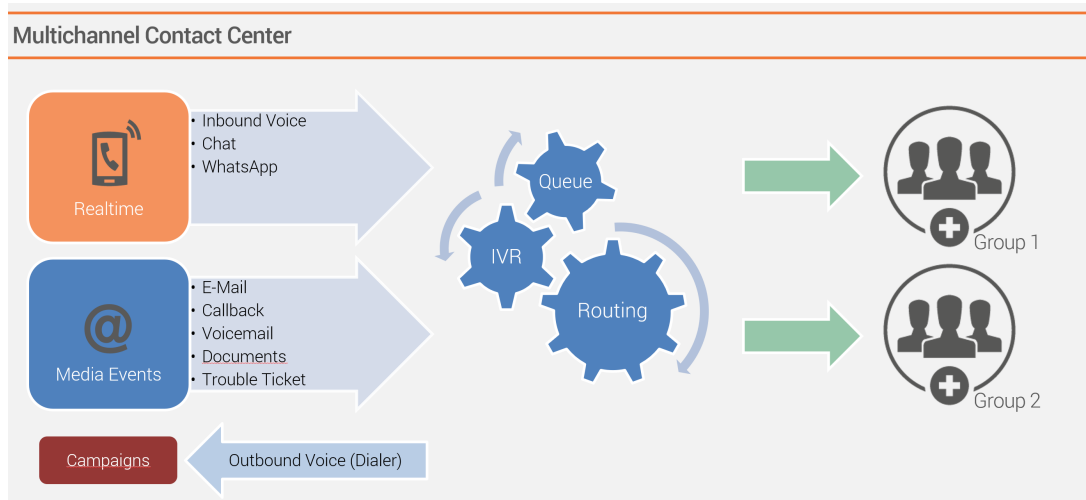 Multichannel Contact Center
Realtime
• Inbound Voice
• Chat
• WhatsApp
Media Events
• E-Mail
• Callback
• Voicemail
• Documents
• Trouble Ticket
Campaigns
Outbound Voice (Dialer)
Queue
IVR
Routing
Group 1
Group 2